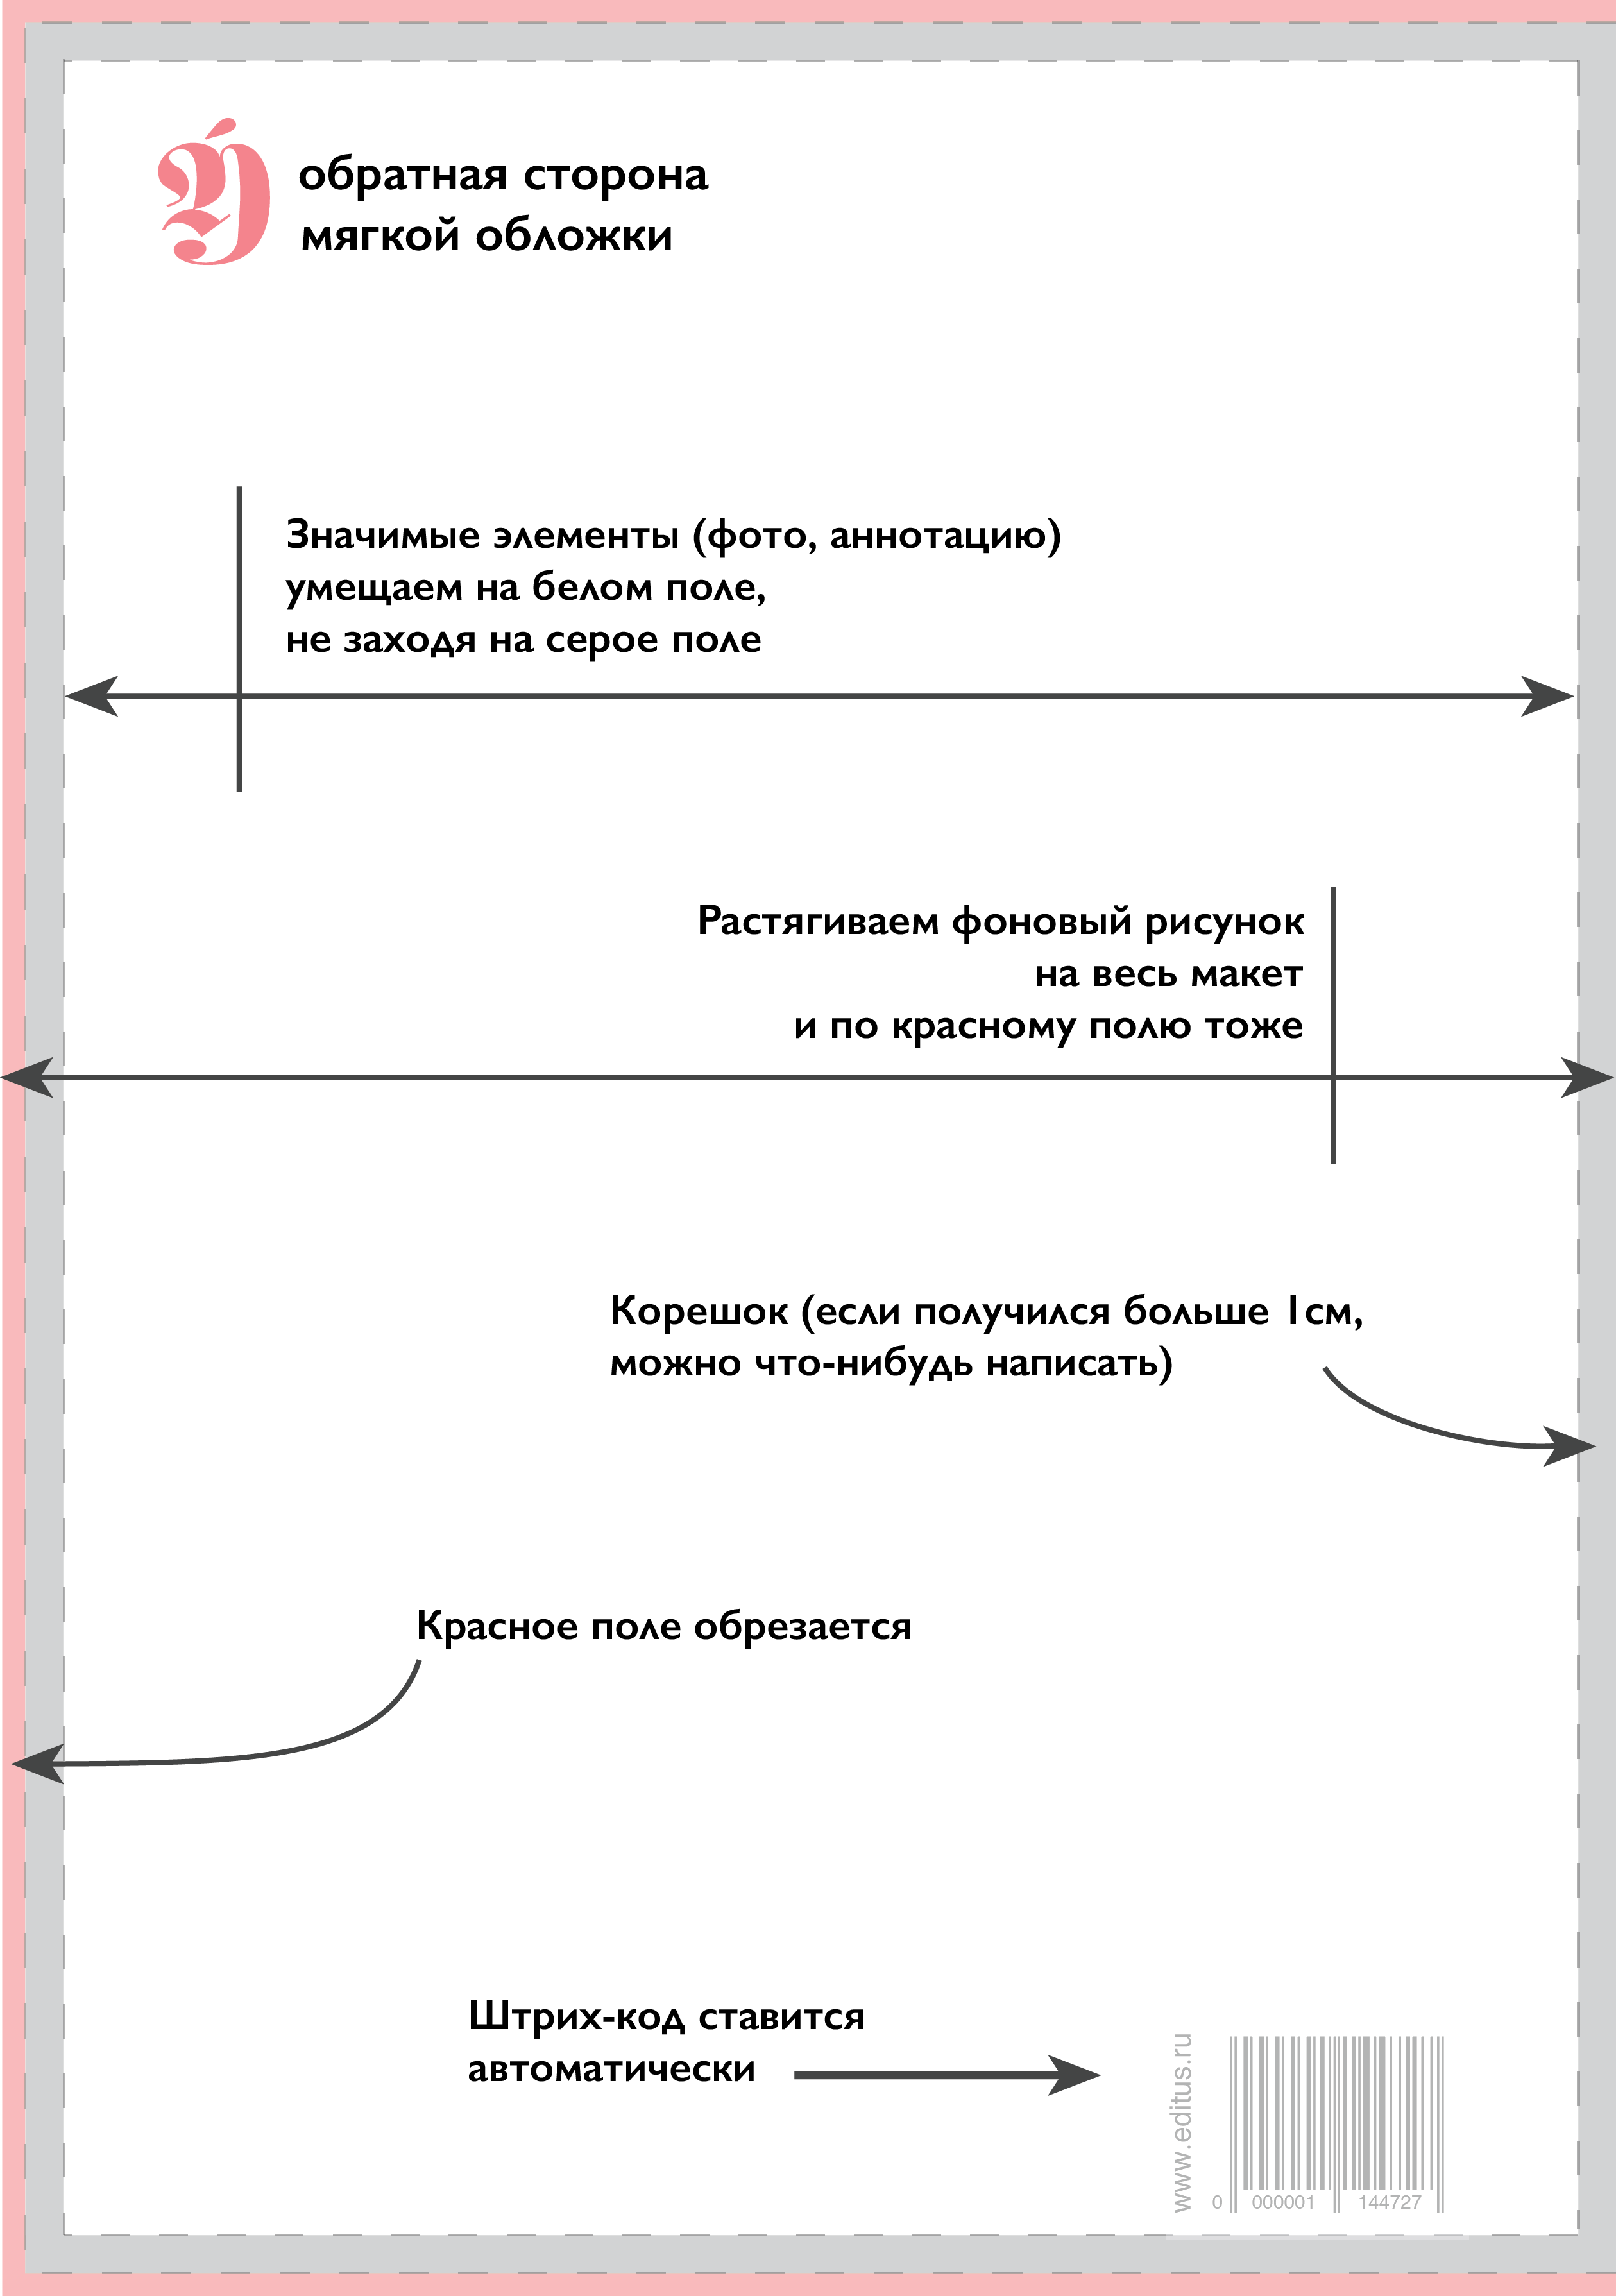 обратная сторона
мягкой обложки
Значимые элементы (фото, аннотацию)
умещаем на белом поле,
не заходя на серое поле
Растягиваем фоновый рисунок
на весь макет
и по красному полю тоже
Корешок (если получился больше 1см,
можно что-нибудь написать)
Красное поле обрезается
Штрих-код ставится
автоматически
www.editus.ru
0 000001 144727